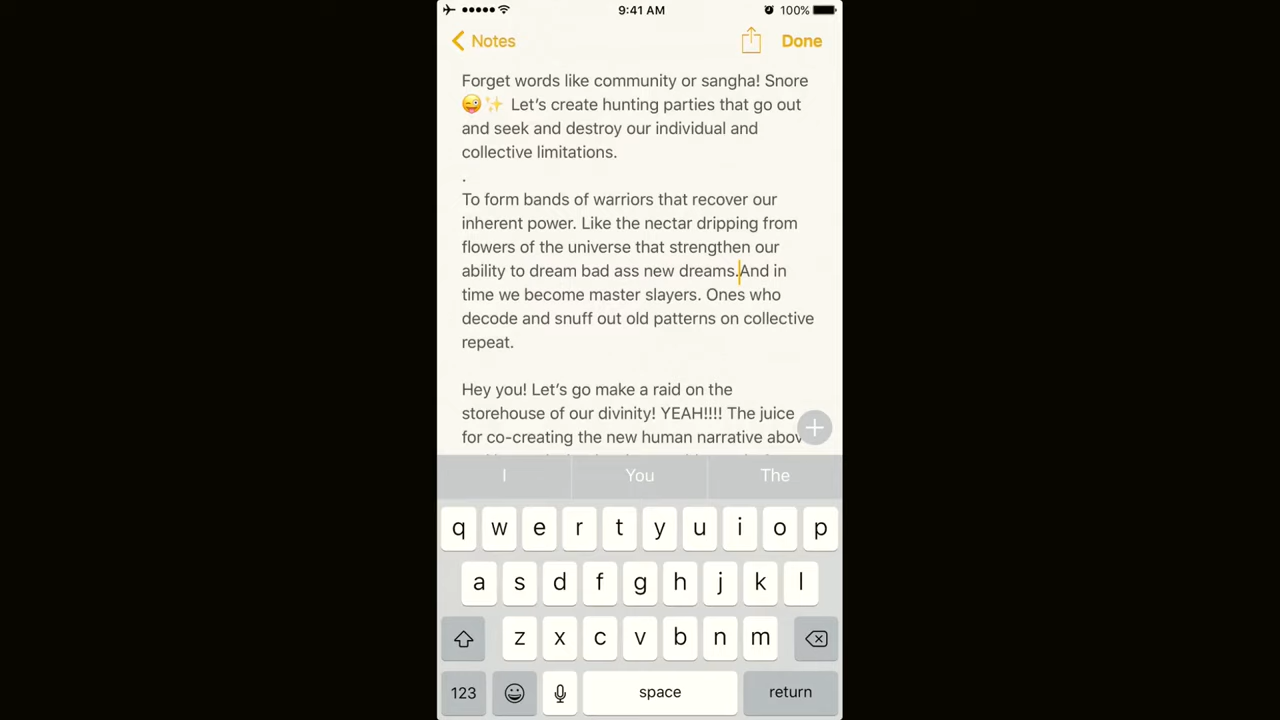 9:41 AM 100%
Notes Done
Forget words like community or sangha! Snore
😜✨ Let’s create hunting parties that go out
and seek and destroy our individual and
collective limitations.
.
To form bands of warriors that recover our
inherent power. Like the nectar dripping from
flowers of the universe that strengthen our
ability to dream bad ass new dreams.And in
time we become master slayers. Ones who
decode and snuff out old patterns on collective
repeat.
Hey you! Let’s go make a raid on the
storehouse of our divinity! YEAH!!!! The juice
for co-creating the new human narrative
I You The
q w e r t y u i o p
a s d f g h j k l
z x c v b n m
123 space return